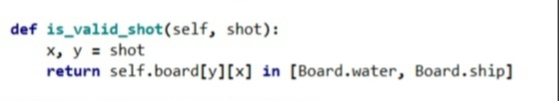 def is_valid_shot(self, shot):
    x, y = shot
    return self.board[y][x] in [Board.water, Board.ship]